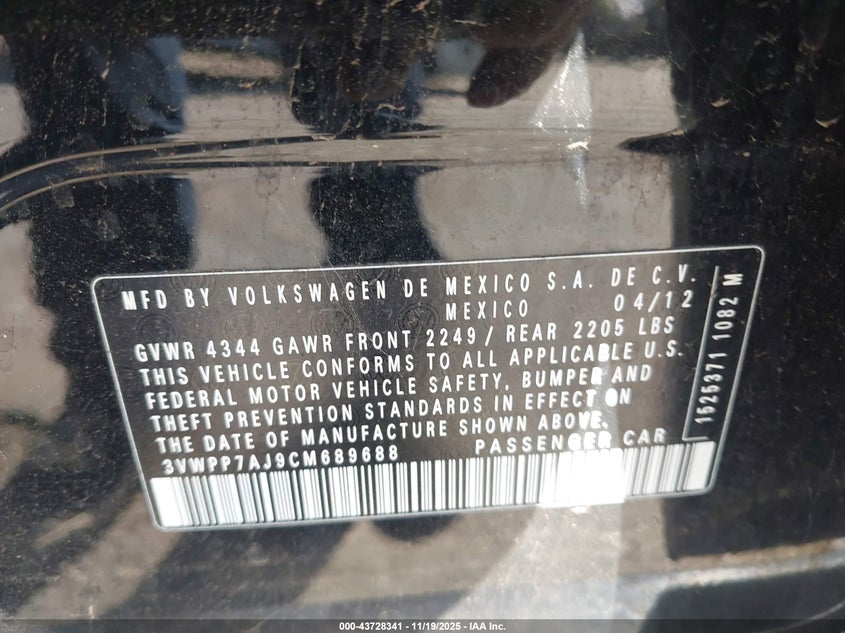 MFD BY VOLKSWAGEN DE MEXICO S.A. DE C.V.
MEXICO 04/12
GVWR 4344 GAWR FRONT 2249 / REAR 2205 LBS
THIS VEHICLE CONFORMS TO ALL APPLICABLE U.S.
FEDERAL MOTOR VEHICLE SAFETY, BUMPER AND
THEFT PREVENTION STANDARDS IN EFFECT ON
THE DATE OF MANUFACTURE SHOWN ABOVE.
3VWPP7AJ9CM689688 PASSENGER CAR
1525371 1082 M
000-43728341 - 11/19/2025 - IAA Inc.